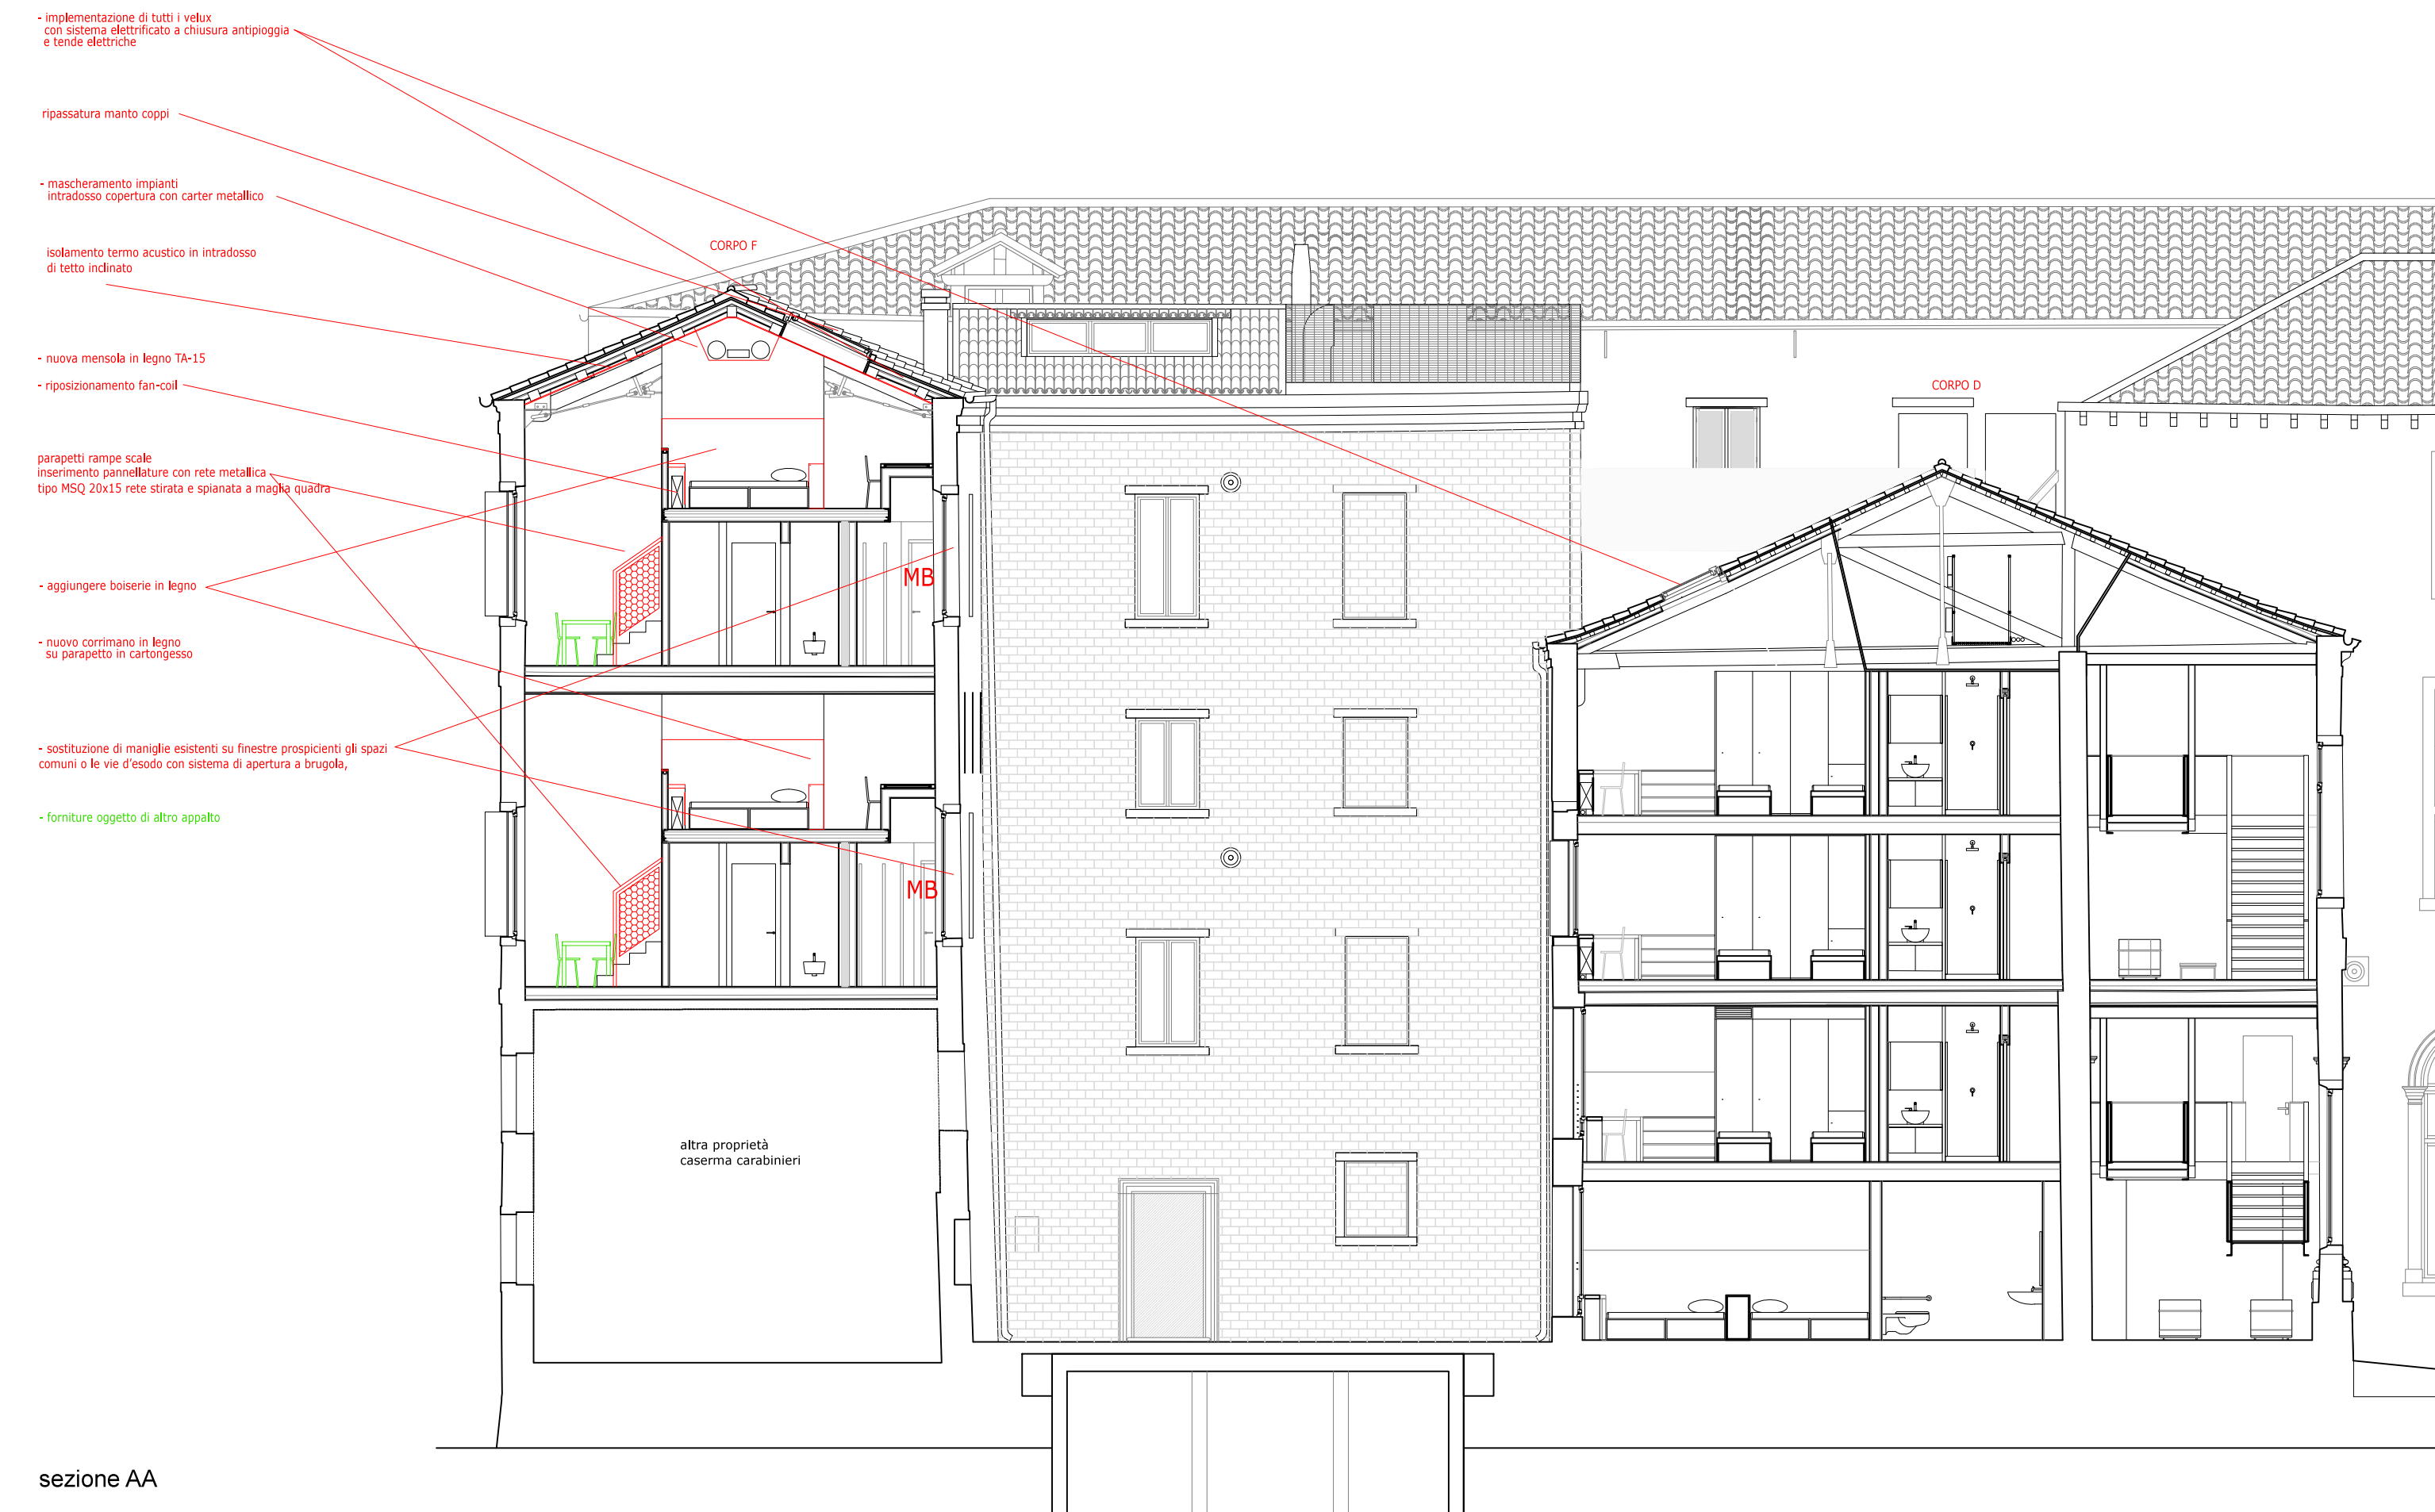 - implementazione di tutti i velux
con sistema elettrificato a chiusura antipioggia
e tende elettriche
ripassatura manto coppi
- mascheramento impianti
intradosso copertura con carter metallico
isolamento termo acustico in intradosso
di tetto inclinato
- nuova mensola in legno TA-15
- riposizionamento fan-coil
parapetti rampe scale
inserimento pannellature con rete metallica
tipo MSQ 20x15 rete stirata e spianata a maglia quadra
- aggiungere boiserie in legno
- nuovo corrimano in legno
su parapetto in cartongesso
- sostituzione di maniglie esistenti su finestre prospicienti gli spazi
comuni o le vie d'esodo con sistema di apertura a brugola,
- forniture oggetto di altro appalto
CORPO F
CORPO D
MB
MB
altra proprietà
caserma carabinieri
sezione AA